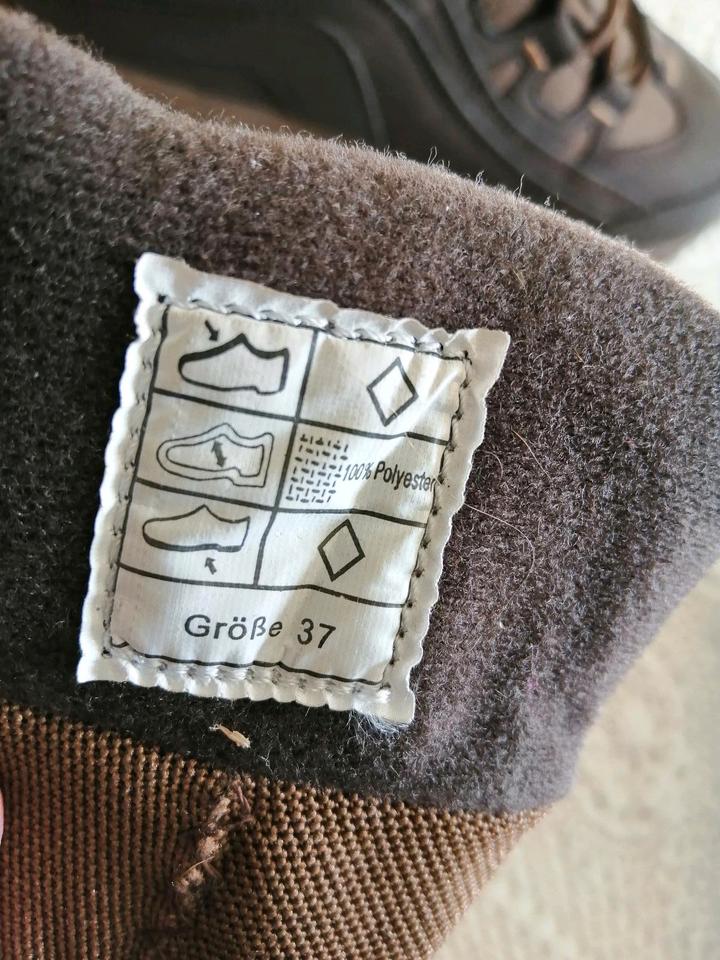 100% Polyester
Größe 37